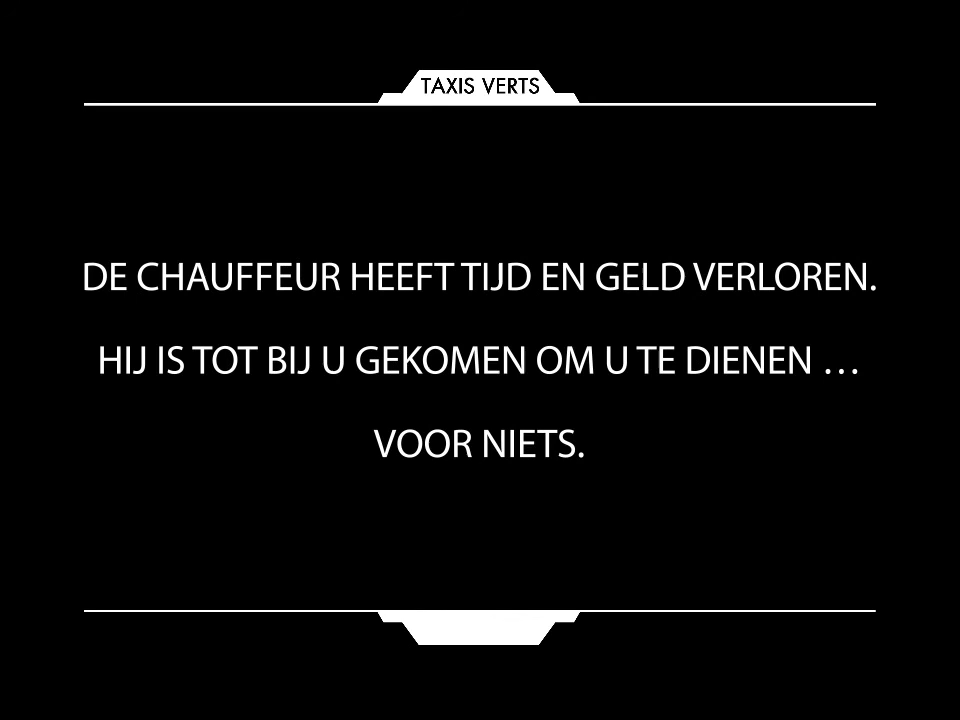 TAXIS VERTS
DE CHAUFFEUR HEEFT TIJD EN GELD VERLOREN.
HIJ IS TOT BIJ U GEKOMEN OM U TE DIENEN …
VOOR NIETS.